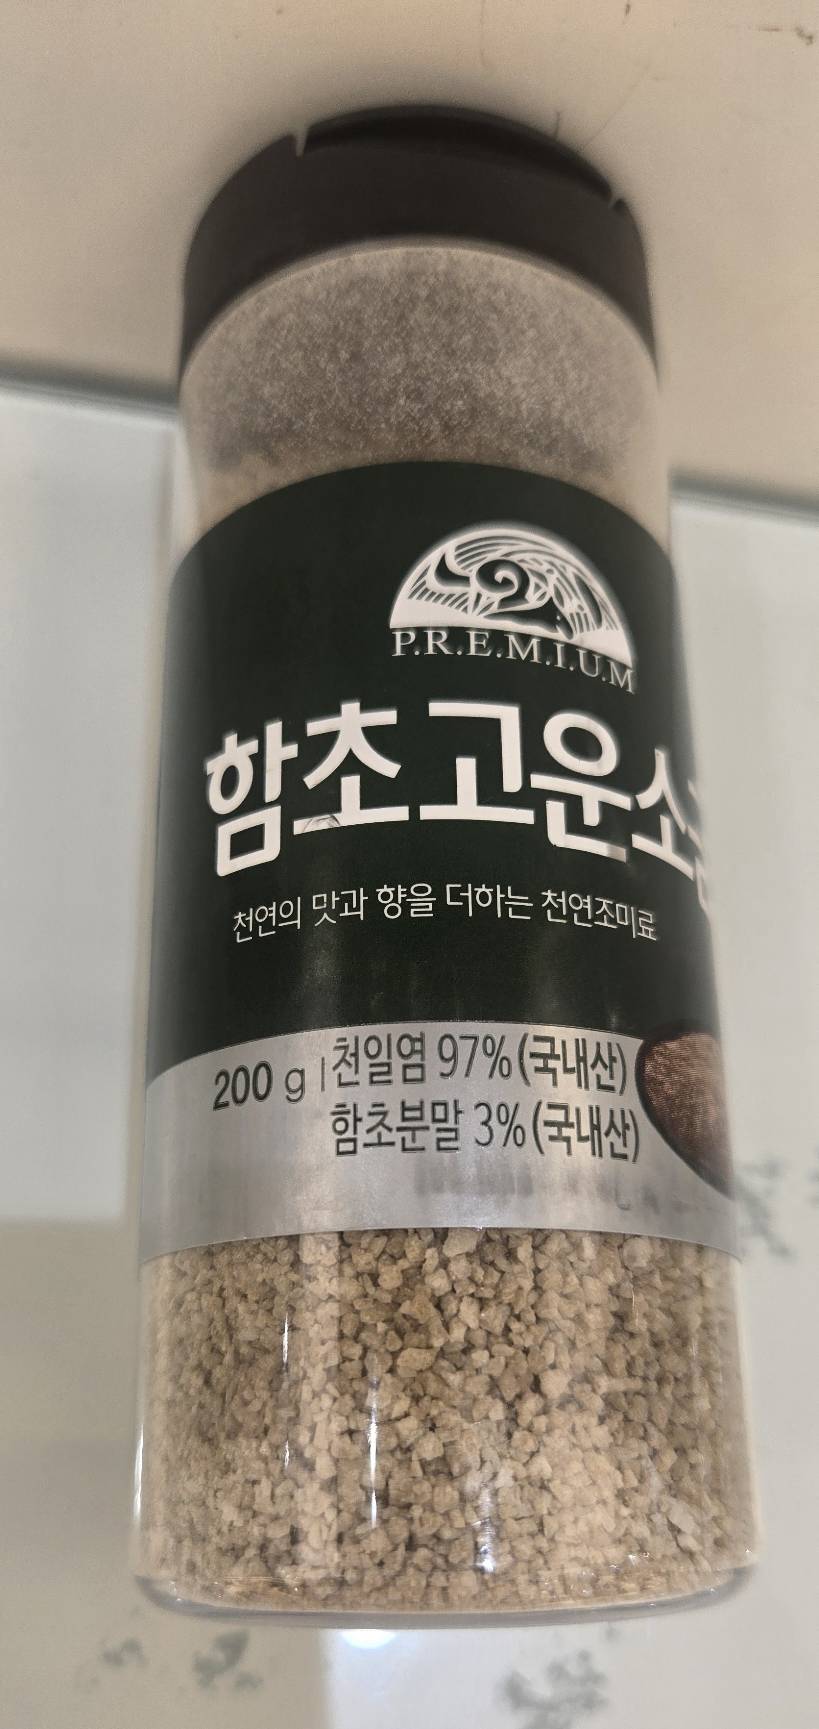 P.R.E.M.I.U.M
함초고운소금
천연의 맛과 향을 더하는 천연조미료
200 g | 천일염 97% (국내산)
함초분말 3% (국내산)